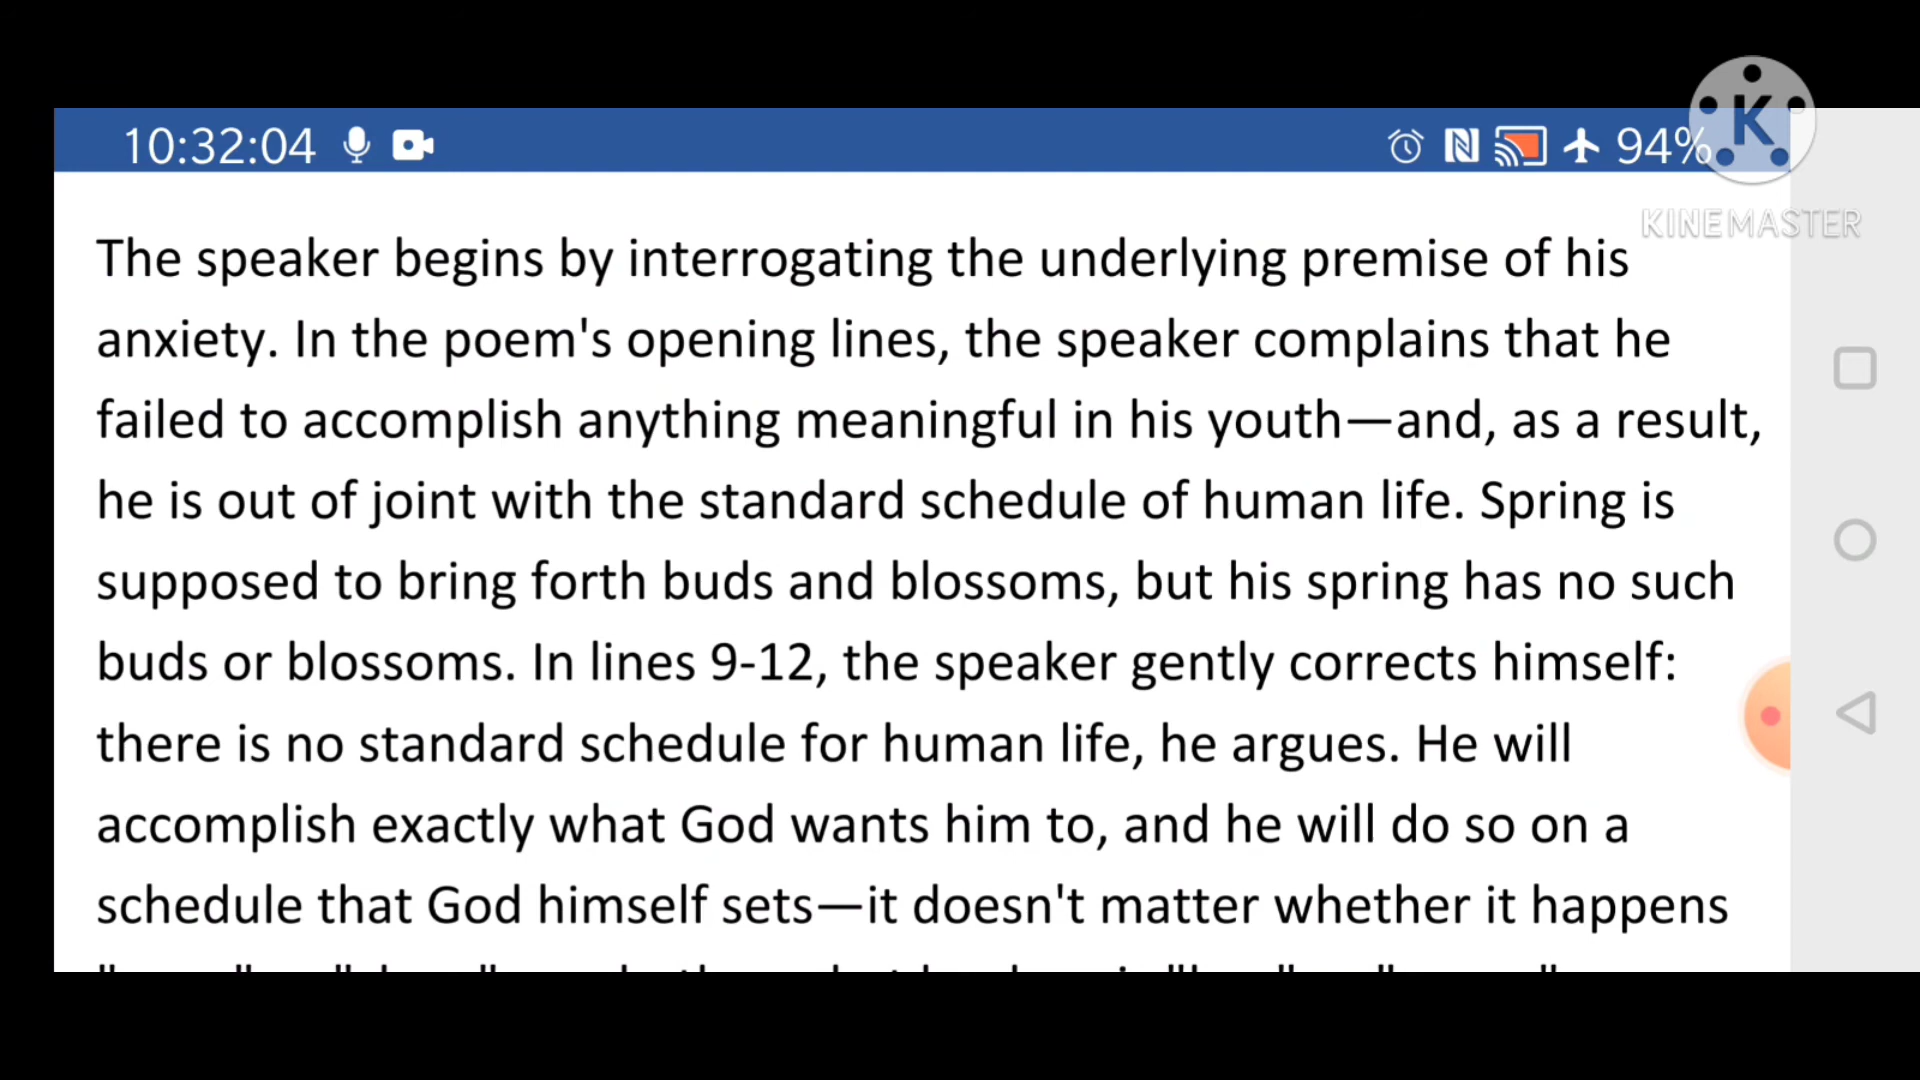 10:32:04
94%
K
KINEMASTER
The speaker begins by interrogating the underlying premise of his
anxiety. In the poem's opening lines, the speaker complains that he
failed to accomplish anything meaningful in his youth—and, as a result,
he is out of joint with the standard schedule of human life. Spring is
supposed to bring forth buds and blossoms, but his spring has no such
buds or blossoms. In lines 9-12, the speaker gently corrects himself:
there is no standard schedule for human life, he argues. He will
accomplish exactly what God wants him to, and he will do so on a
schedule that God himself sets—it doesn't matter whether it happens